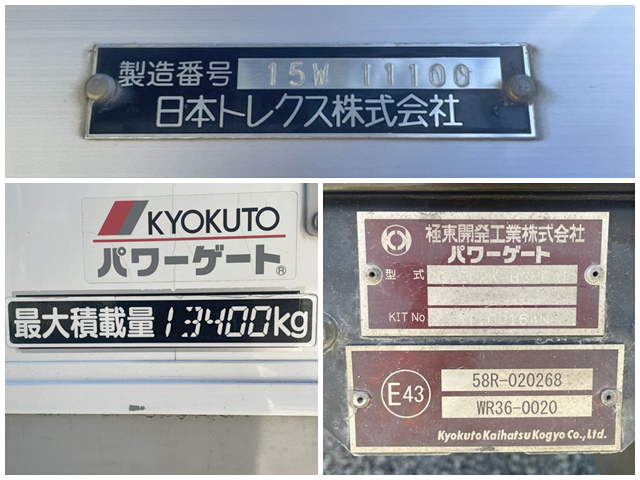 製造番号 15W 11100
日本トレクス株式会社
KYOKUTO
パワーゲート®
最大積載量 13400kg
極東開発工業株式会社
パワーゲート
型式
KIT No
E43
58R-020268
WR36-0020
Kyokuto Kaihatsu Kogyo Co., Ltd.